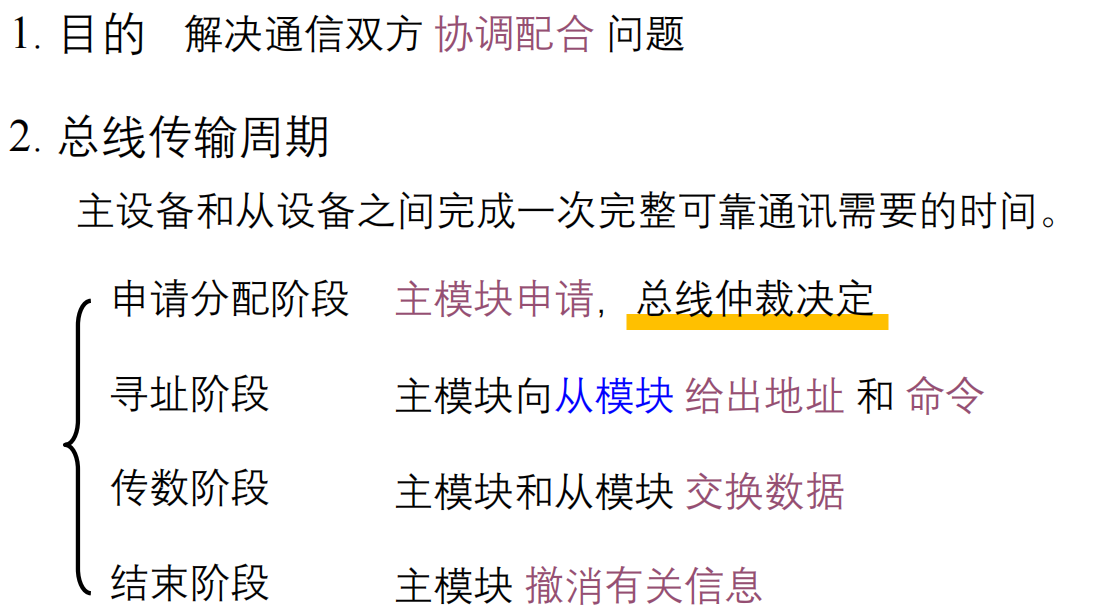 1. 目的 解决通信双方 协调配合 问题
2. 总线传输周期
主设备和从设备之间完成一次完整可靠通讯需要的时间。
申请分配阶段 主模块申请，总线仲裁决定
寻址阶段 主模块向从模块 给出地址 和 命令
传数阶段 主模块和从模块 交换数据
结束阶段 主模块 撤消有关信息